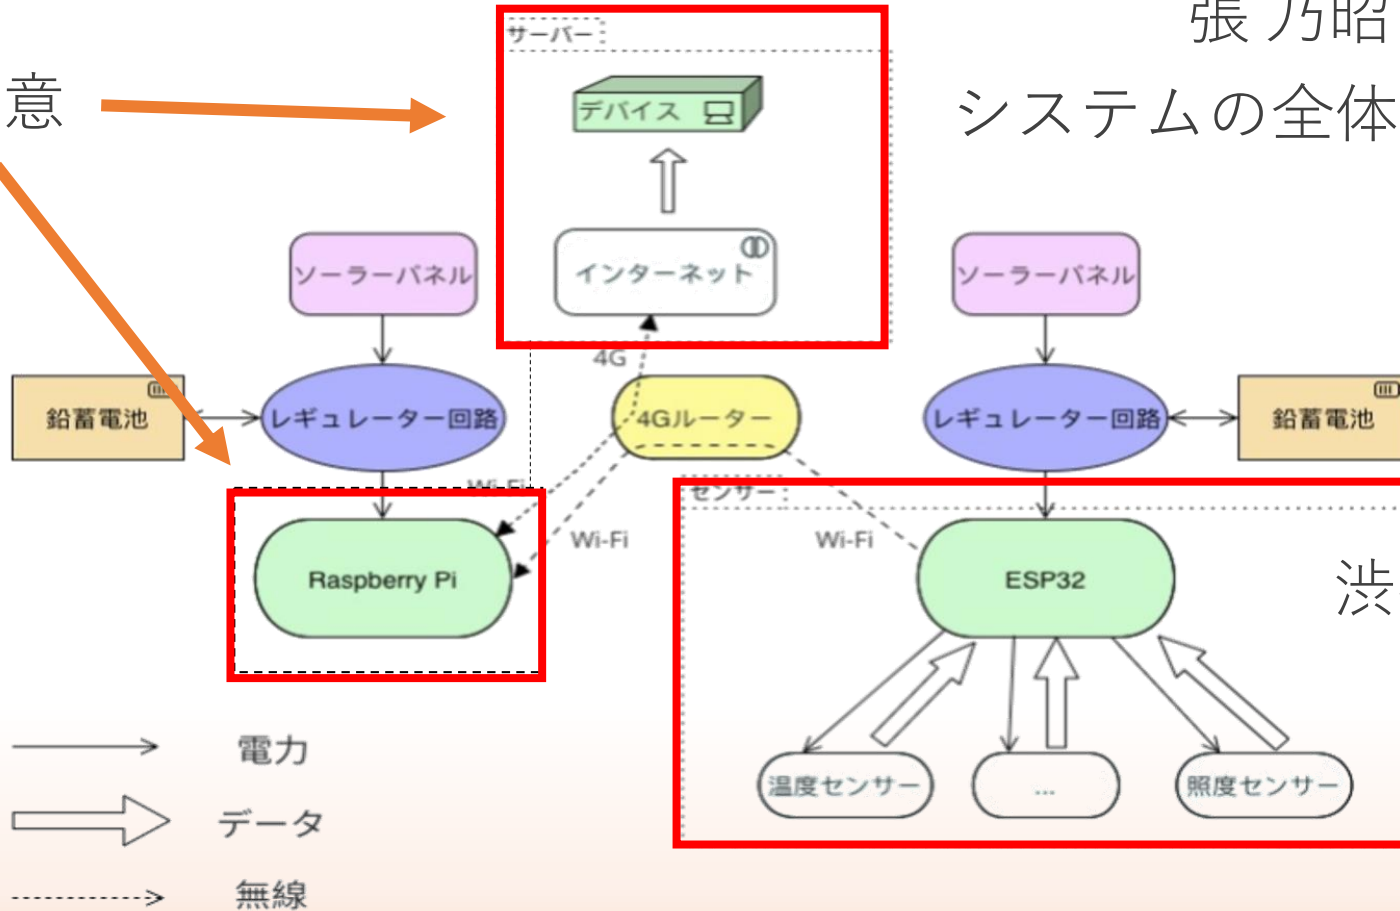 張 乃昭
サーバー
意
デバイス
システムの全体
ソーラーパネル
インターネット
ソーラーパネル
4G
鉛蓄電池
レギュレーター回路
4Gルーター
レギュレーター回路
鉛蓄電池
Wi-Fi
センサー
Wi-Fi
Wi-Fi
Raspberry Pi
ESP32
渋
電力
温度センサー
...
照度センサー
データ
無線